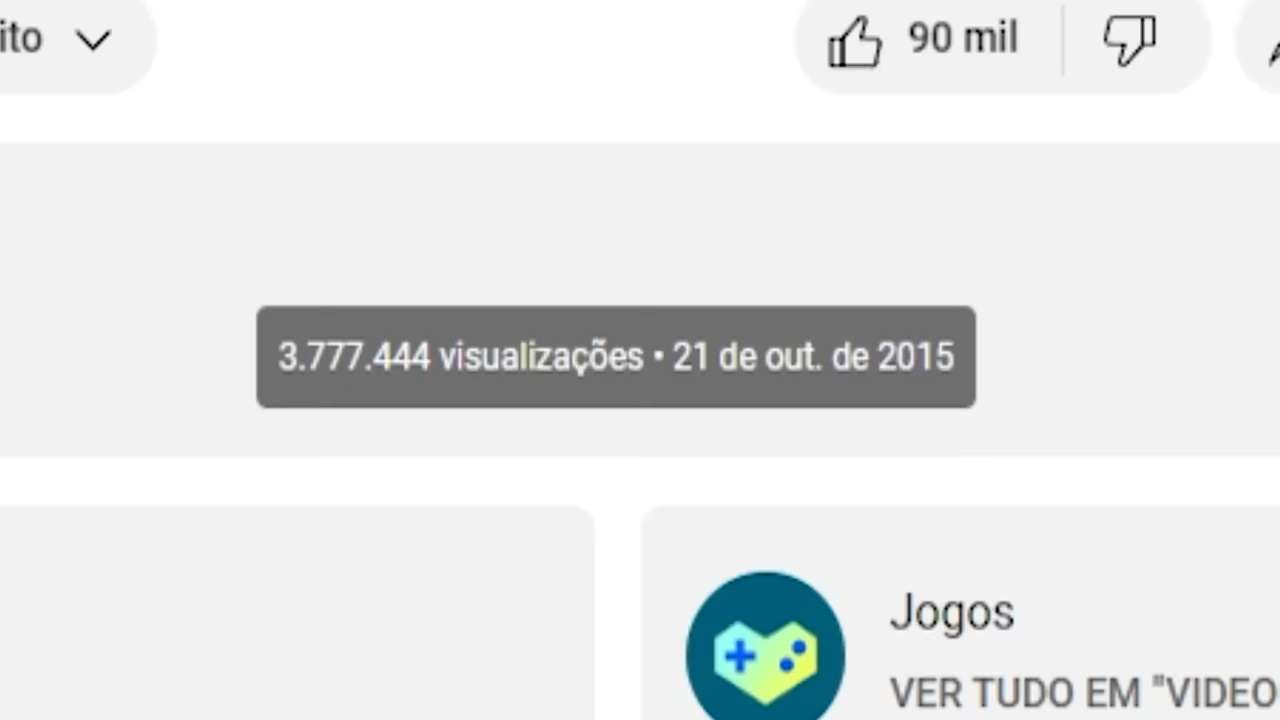 ito
90 mil
3.777.444 visualizações • 21 de out. de 2015
Jogos
VER TUDO EM "VIDEO